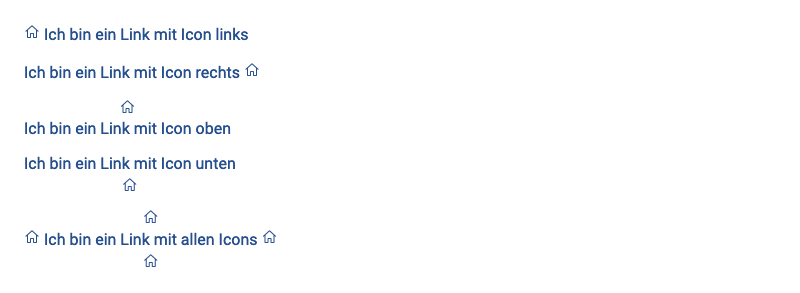 Ich bin ein Link mit Icon links
Ich bin ein Link mit Icon rechts
Ich bin ein Link mit Icon oben
Ich bin ein Link mit Icon unten
Ich bin ein Link mit allen Icons